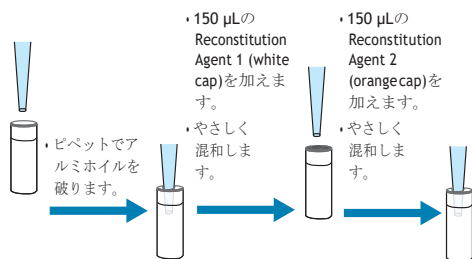 ・ピペットでア
ルミホイルを
破ります。
・150 µLの
Reconstitution
Agent 1 (white
cap)を加えま
す。
・やさしく
混和しま
す。
・150 µLの
Reconstitution
Agent 2
(orange cap)を
加えます。
・やさしく
混和しま
す。